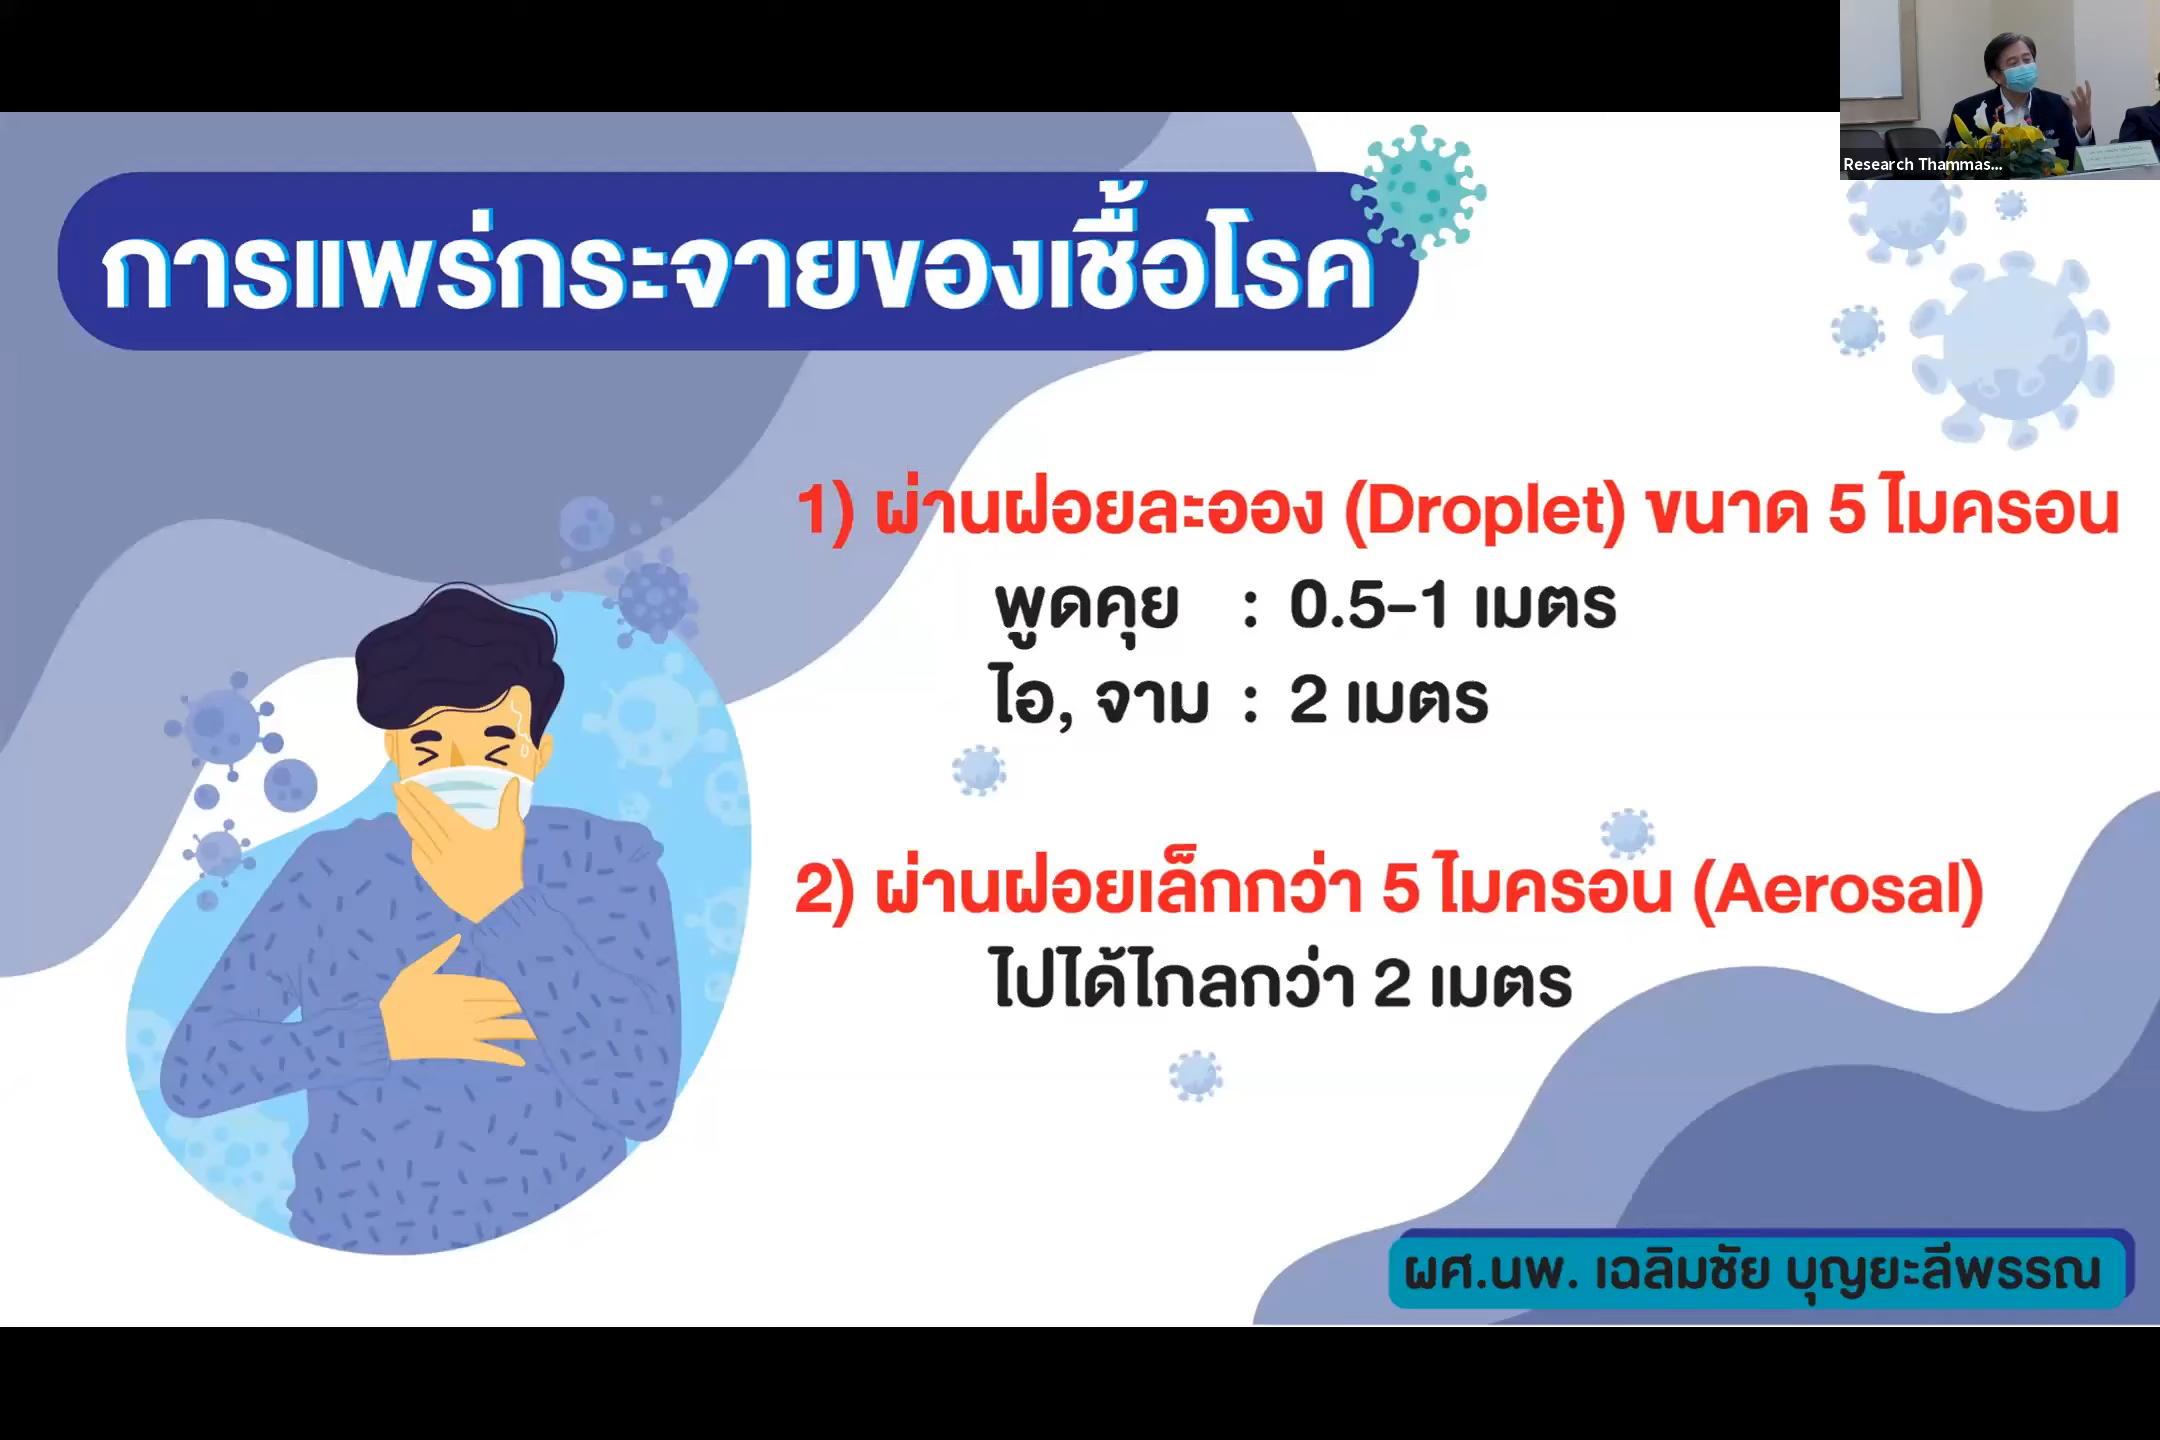 Research Thammas...
การแพร่กระจายของเชื้อโรค
1) ผ่านฝอยละออง (Droplet) ขนาด 5 ไมครอน
พูดคุย : 0.5-1 เมตร
ไอ, จาม : 2 เมตร
2) ผ่านฝอยเล็กกว่า 5 ไมครอน (Aerosal)
ไปได้ไกลกว่า 2 เมตร
ผศ.นพ. เฉลิมชัย บุญยะลีพรรณ